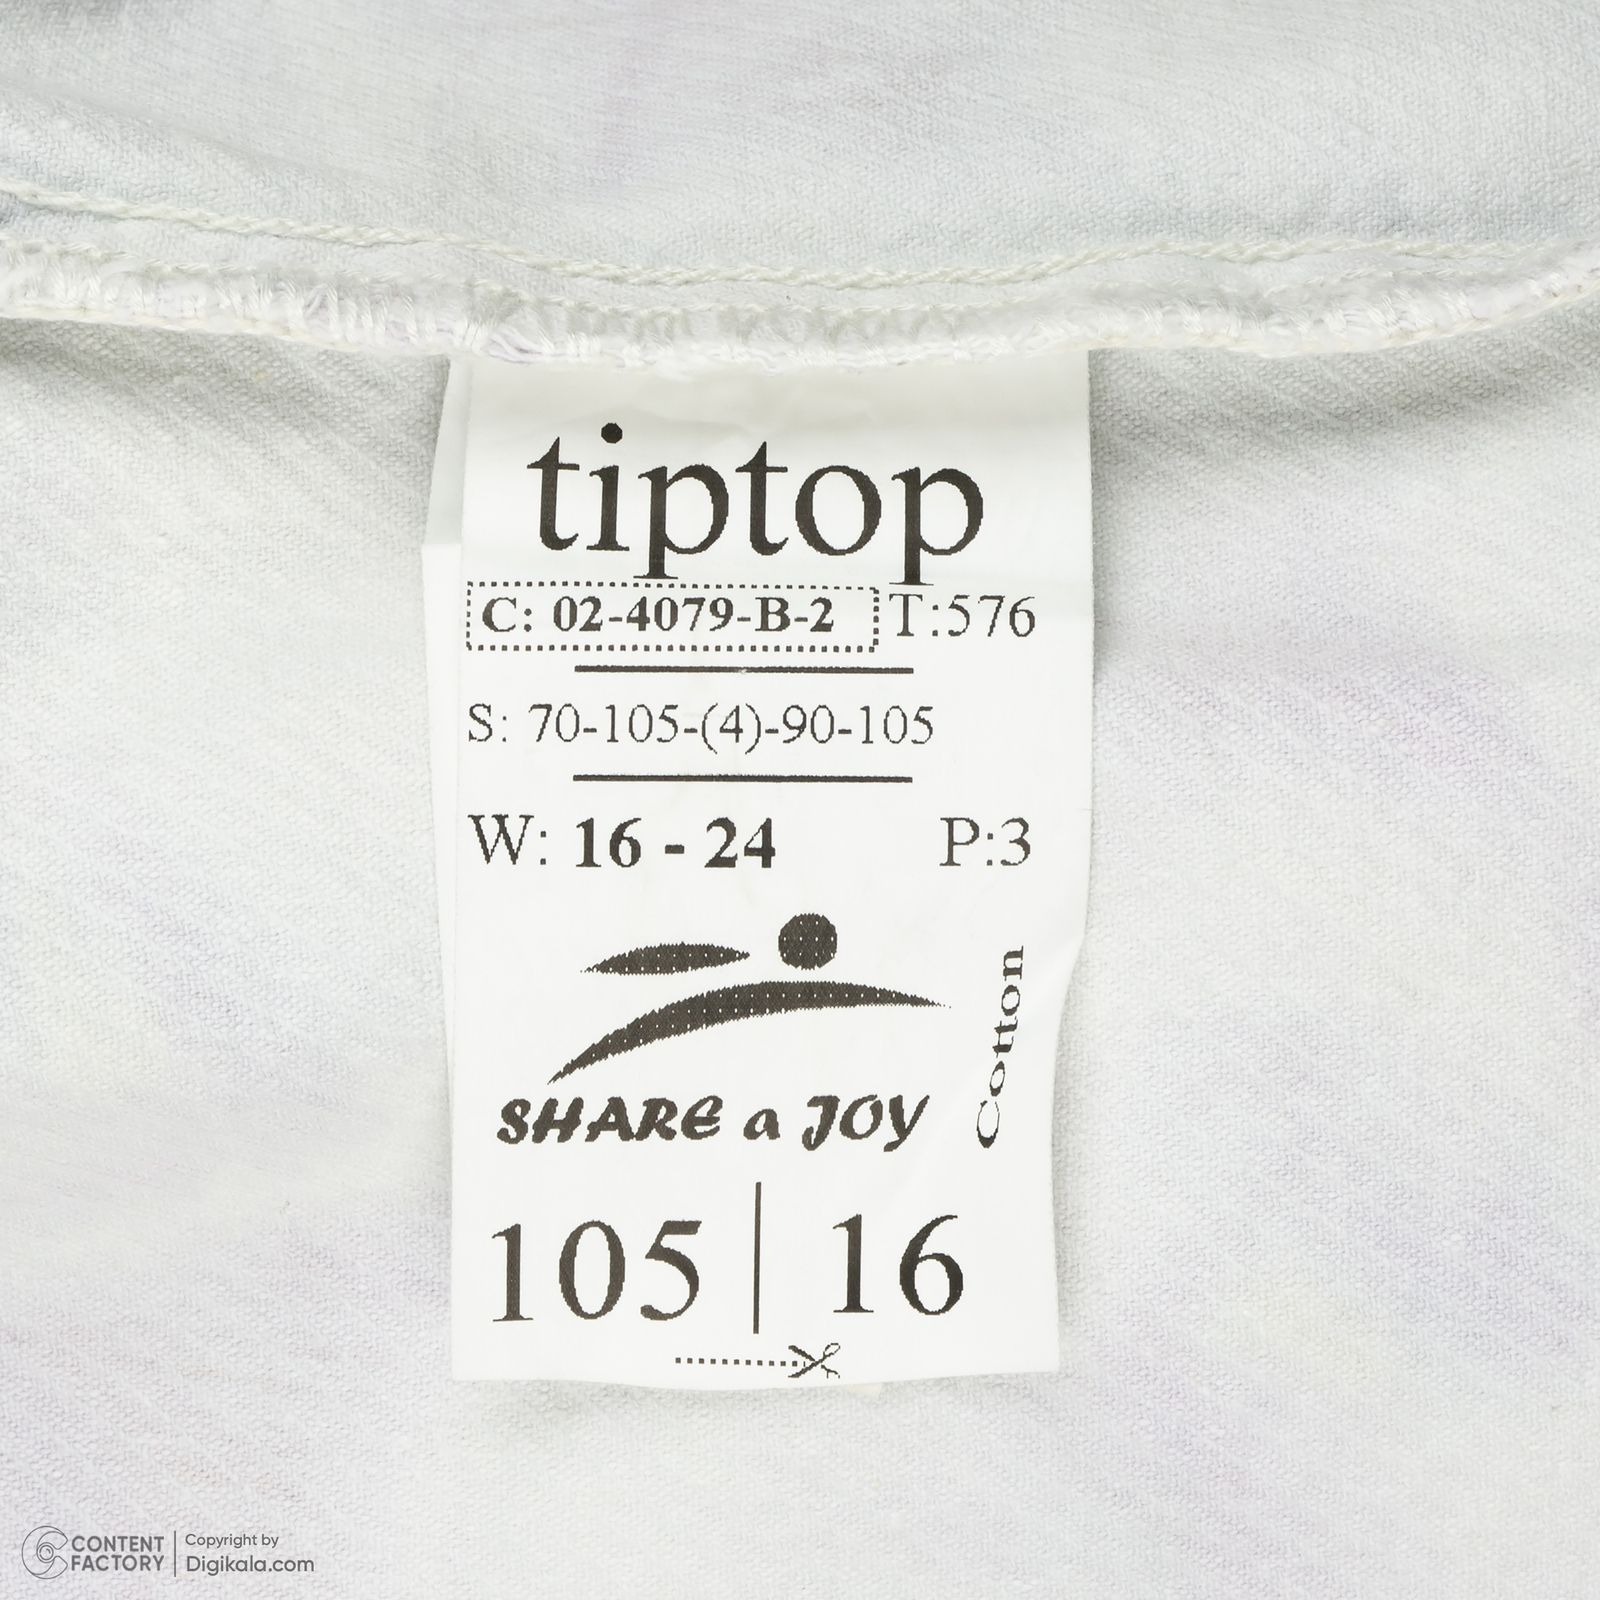 tiptop
C: 02-4079-B-2 T:576
S: 70-105-(4)-90-105
W: 16 - 24 P:3
Cotton
SHARE a JOY
105 | 16
CONTENT FACTORY | Copyright by Digikala.com